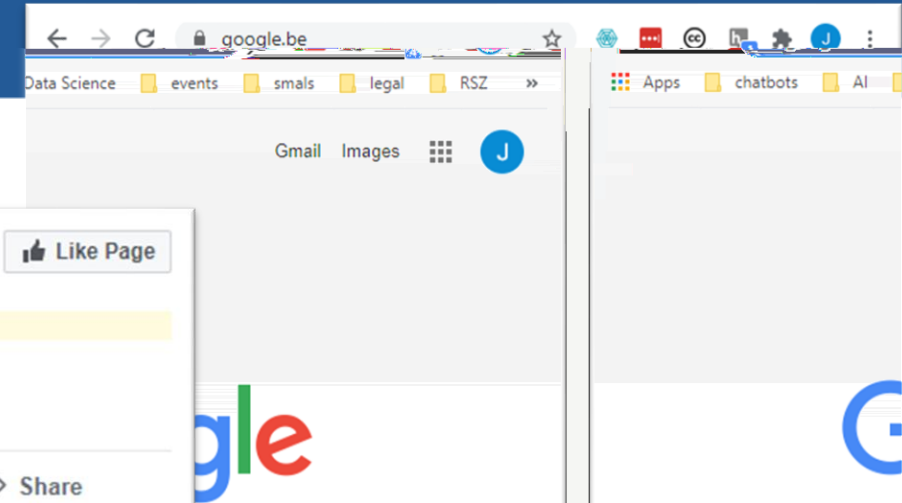 google.be
J
Data Science events smals legal RSZ »
Apps chatbots AI
Gmail Images J
Like Page
gle
G
Share